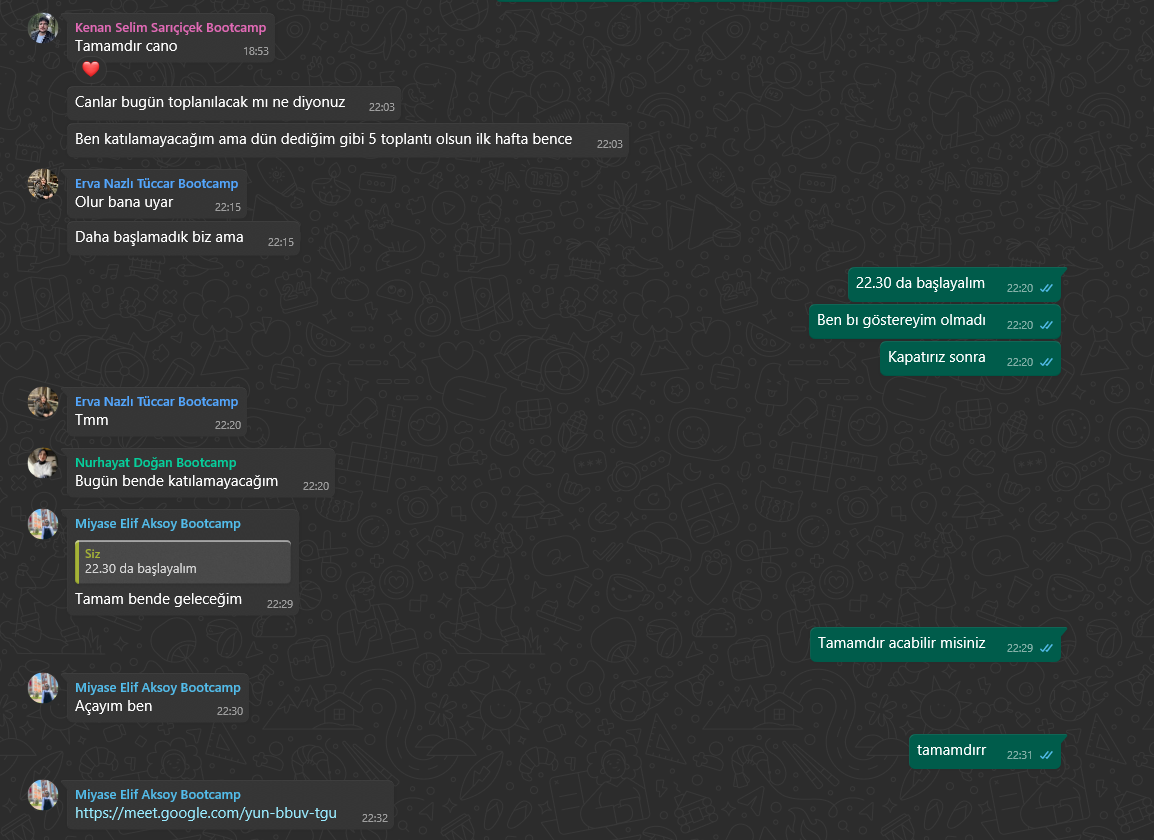 Kenan Selim Sarıçiçek Bootcamp
Tamamdır cano
18:53
Canlar bugün toplanılacak mı ne diyonuz 22:03
Ben katılamayacağım ama dün dediğim gibi 5 toplantı olsun ilk hafta bence 22:03
Erva Nazlı Tüccar Bootcamp
Olur bana uyar 22:15
Daha başlamadık biz ama 22:15
22.30 da başlayalım 22:20
Ben bı göstereyim olmadı 22:20
Kapatırız sonra 22:20
Erva Nazlı Tüccar Bootcamp
Tmm 22:20
Nurhayat Doğan Bootcamp
Bugün bende katılamayacağım 22:20
Miyase Elif Aksoy Bootcamp
Siz
22.30 da başlayalım
Tamam bende geleceğim 22:29
Tamamdır acabilir misiniz 22:29
Miyase Elif Aksoy Bootcamp
Açayım ben 22:30
tamamdırr 22:31
Miyase Elif Aksoy Bootcamp
https://meet.google.com/yun-bbuv-tgu 22:32